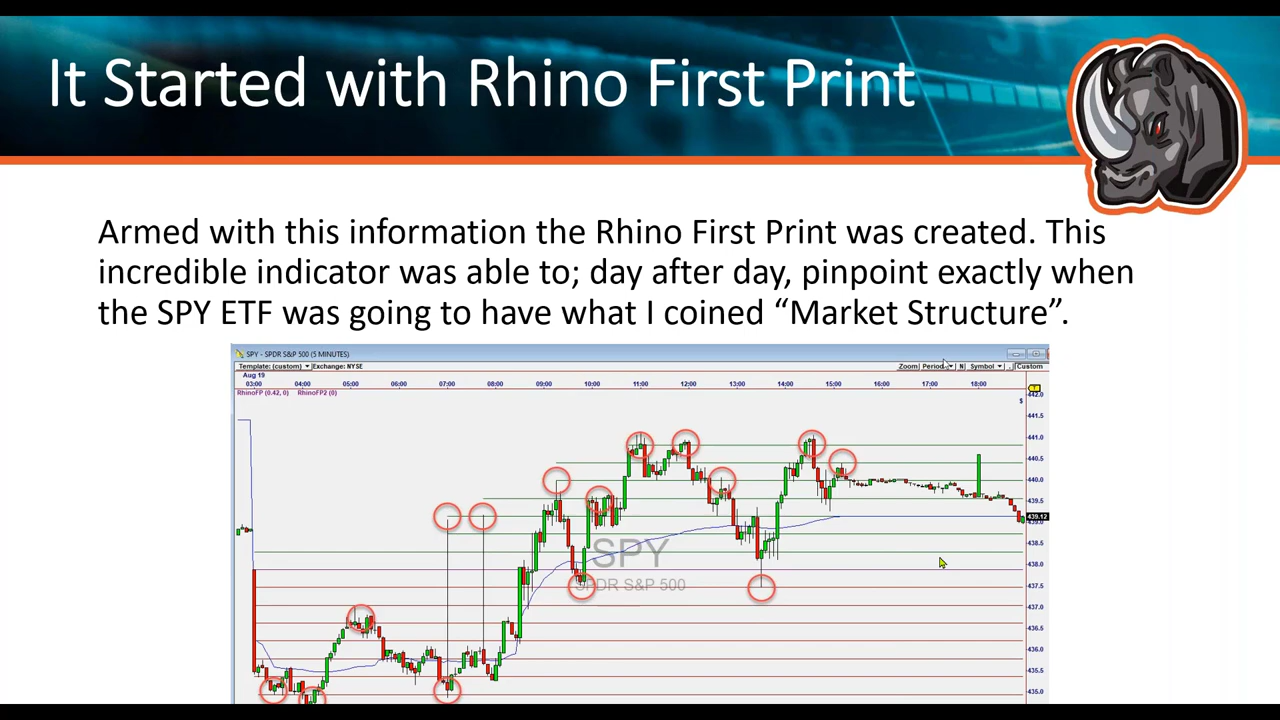 It Started with Rhino First Print
Armed with this information the Rhino First Print was created. This
incredible indicator was able to; day after day, pinpoint exactly when
the SPY ETF was going to have what I coined “Market Structure”.
SPY - SPDR S&P 500 (5 MINUTES)
Template: (custom) Exchange: NYSE Zoom Period N Symbol Custom
Aug 19
03:00 04:00 05:00 06:00 07:00 08:00 09:00 10:00 11:00 12:00 13:00 14:00 15:00 16:00 17:00 18:00
RhinoFP (0.42, 0) RhinoFP2 (0)
442.0
$
441.5
441.0
440.5
440.0
439.5
439.12
439.0
438.5
438.0
437.5
437.0
436.5
436.0
435.5
435.0
SPY
SPDR S&P 500